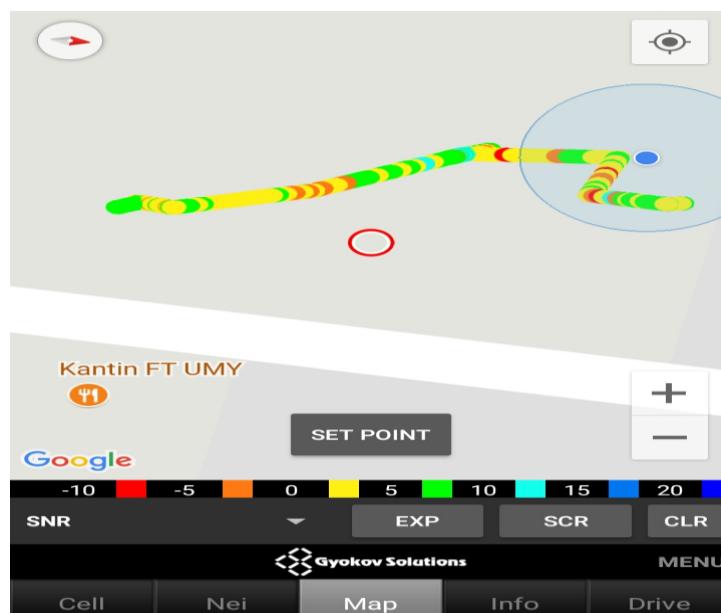 Kantin FT UMY
SET POINT
Google
-10 -5 0 5 10 15 20
SNR EXP SCR CLR
Gyokov Solutions MENU
Cell Nei Map Info Drive